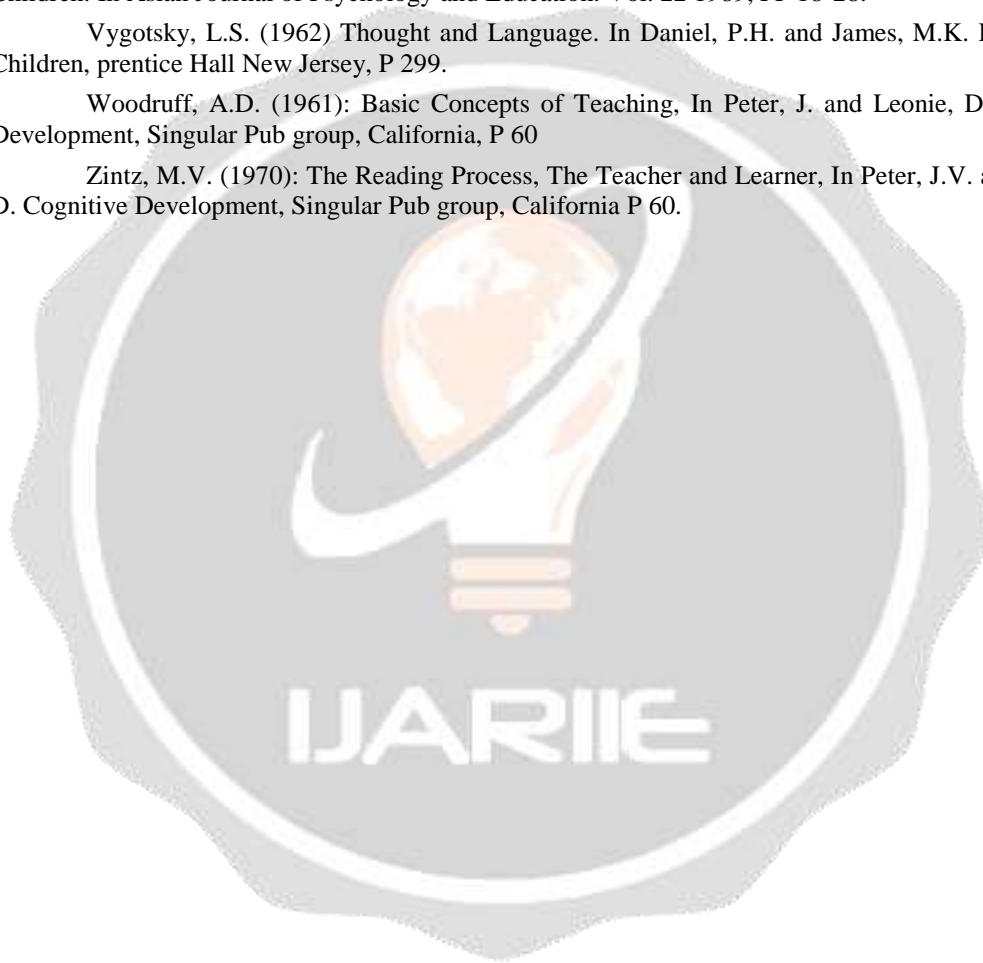 Vygotsky, L.S. (1962) Thought and Language. In Daniel, P.H. and James, M.K.
Children, prentice Hall New Jersey, P 299.
Woodruff, A.D. (1961): Basic Concepts of Teaching, In Peter, J. and Leonie, D
Development, Singular Pub group, California, P 60
Zintz, M.V. (1970): The Reading Process, The Teacher and Learner, In Peter, J.V.
D. Cognitive Development, Singular Pub group, California P 60.
IJARIIE